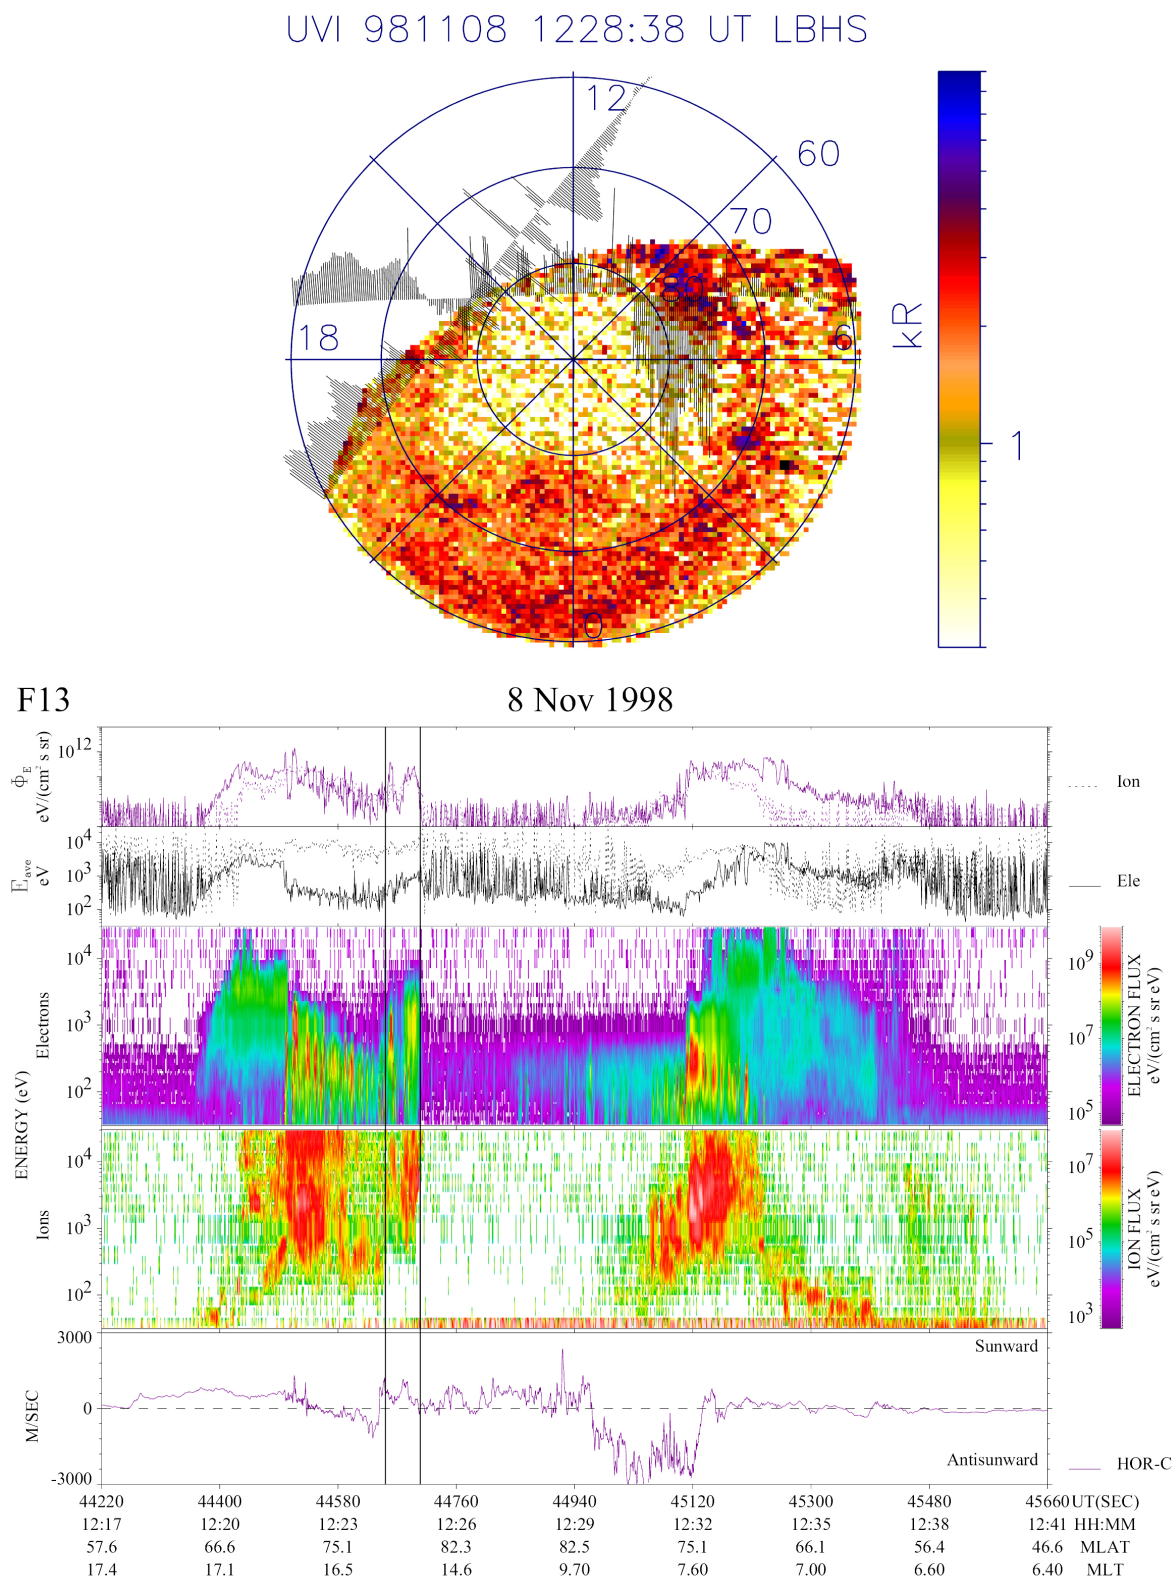 UVI 981108 1228:38 UT LBHS
12
60
70
80
18
6
0
kR
1
F13 8 Nov 1998
Φ_E
eV/(cm² s sr)
10¹²
Ion
E_ave
eV
10⁴
10³
10²
Ele
ENERGY (eV)
Electrons
10⁴
10³
10²
10⁹
10⁷
10⁵
ELECTRON FLUX
eV/(cm² s sr eV)
Ions
10⁴
10³
10²
10⁷
10⁵
10³
ION FLUX
eV/(cm² s sr eV)
M/SEC
3000
0
-3000
Sunward
Antisunward
HOR-C
44220 44400 44580 44760 44940 45120 45300 45480 45660 UT(SEC)
12:17 12:20 12:23 12:26 12:29 12:32 12:35 12:38 12:41 HH:MM
57.6 66.6 75.1 82.3 82.5 75.1 66.1 56.4 46.6 MLAT
17.4 17.1 16.5 14.6 9.70 7.60 7.00 6.60 6.40 MLT